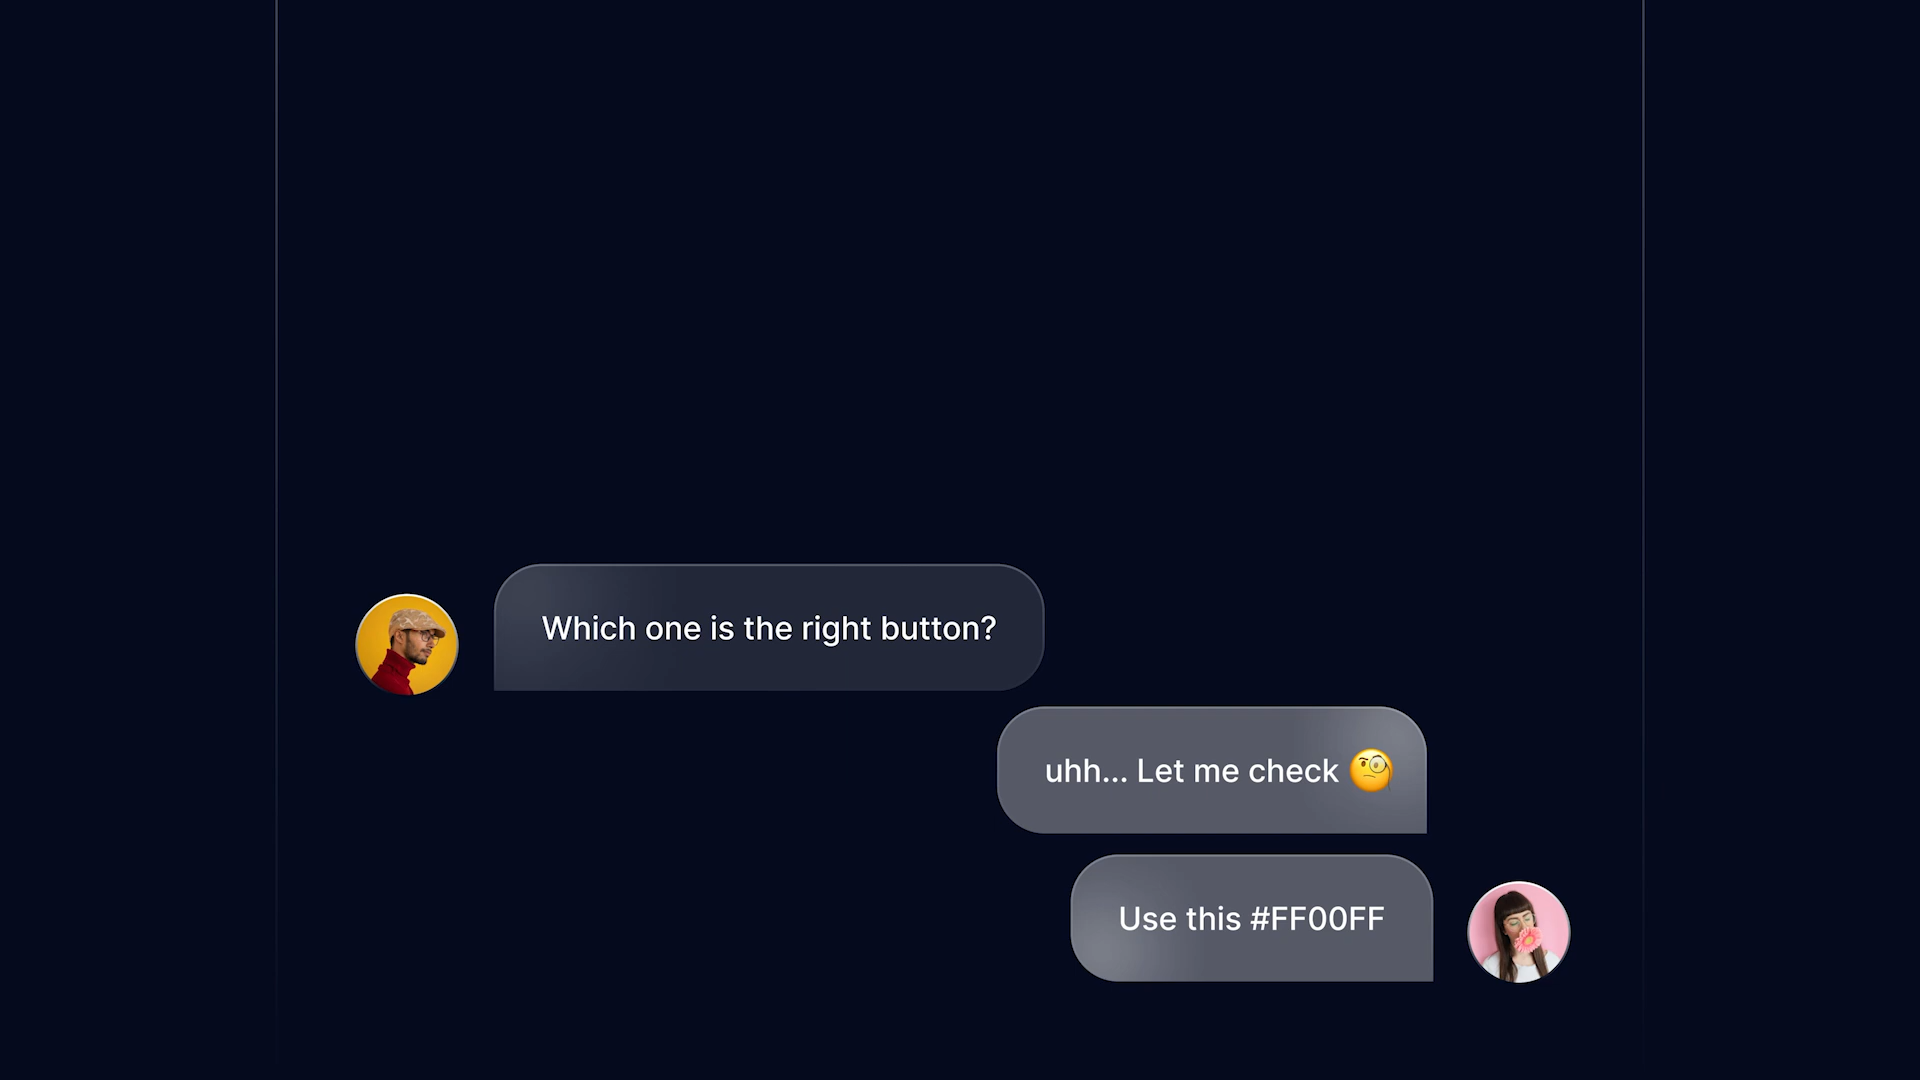 Which one is the right button?
uhh... Let me check 🧐
Use this #FF00FF